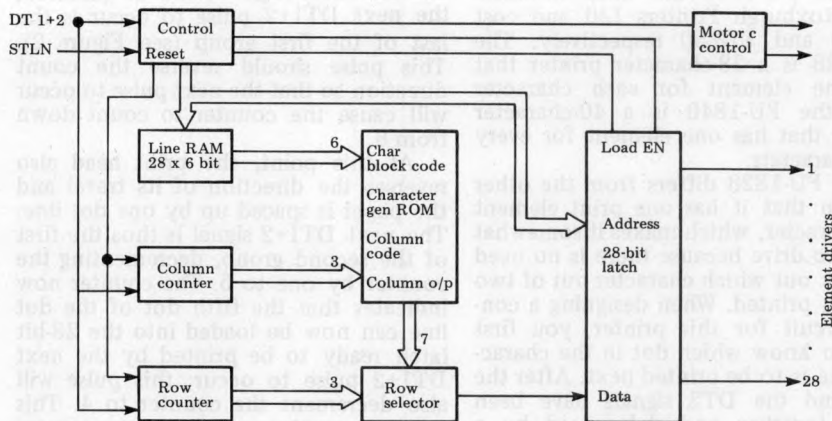 DT 1+2
STLN
Control
Reset
Motor c
control
Line RAM
28 x 6 bit
6
Char
block code
Character
gen ROM
Column
code
Column o/p
3
Column
counter
Load EN
Address
28-bit
latch
Data
1
Element drivers
28
7
Row
counter
3
Row
selector